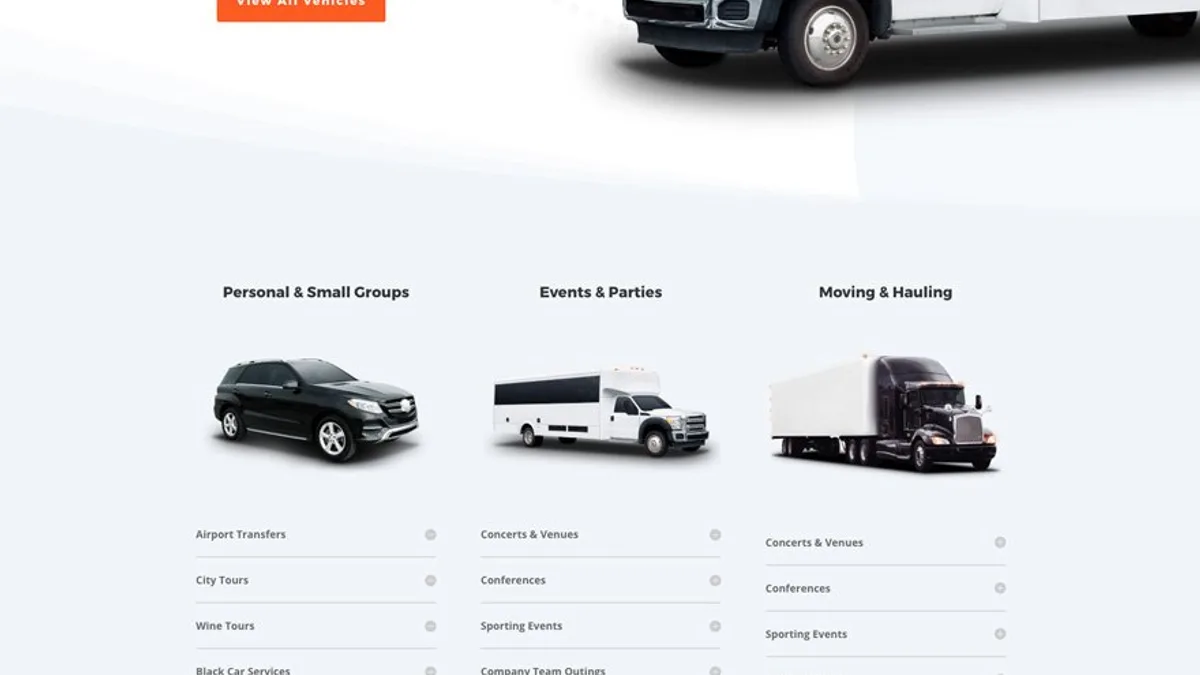 View All Vehicles
Personal & Small Groups
Events & Parties
Moving & Hauling
Airport Transfers
City Tours
Wine Tours
Black Car Services
Concerts & Venues
Conferences
Sporting Events
Company Team Outings
Concerts & Venues
Conferences
Sporting Events